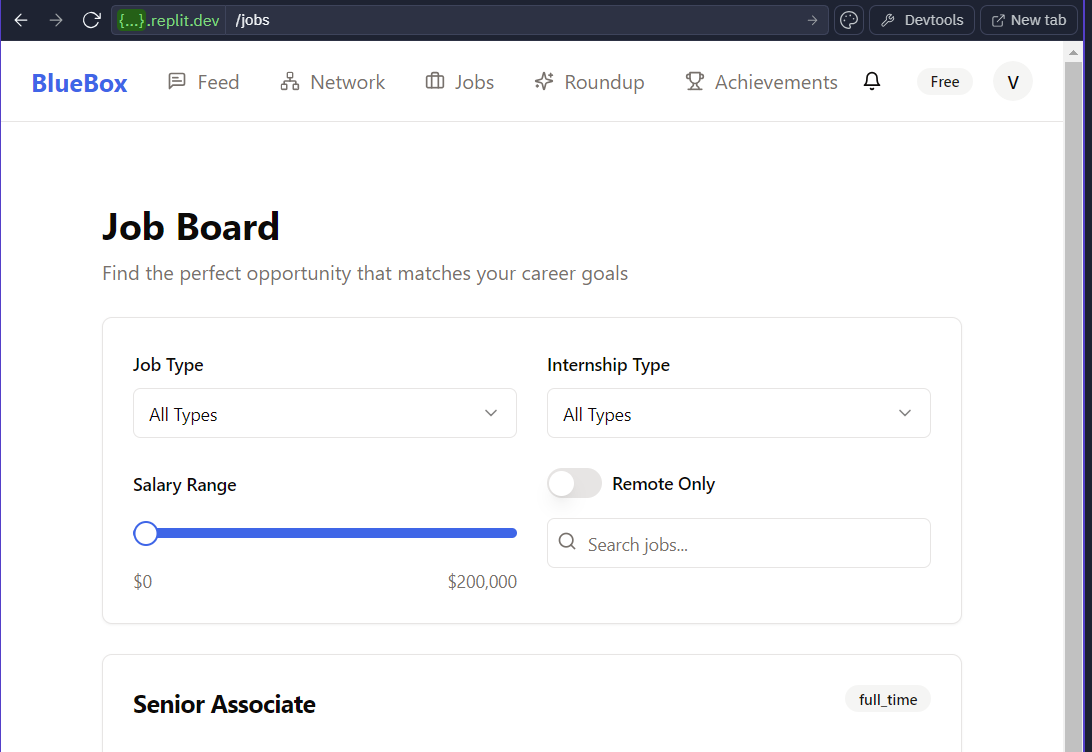 {...}.replit.dev /jobs Devtools New tab
BlueBox Feed Network Jobs Roundup Achievements Free V
Job Board
Find the perfect opportunity that matches your career goals
Job Type
Internship Type
All Types
All Types
Salary Range
Remote Only
Search jobs...
$0 $200,000
Senior Associate
full_time